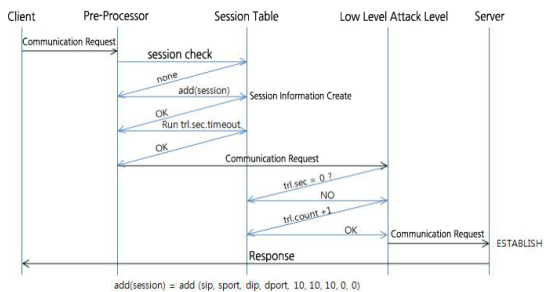 Client Pre-Processor Session Table Low Level Attack Level Server
Communication Request
session check
none
add(session)
Session Information Create
OK
Run trl.sec.timeout
OK
Communication Request
trl.sec = 0 ?
NO
trl.count +1
OK
Communication Request
ESTABLISH
Response
add(session) = add (sip, sport, dip, dport, 10, 10, 10, 0, 0)